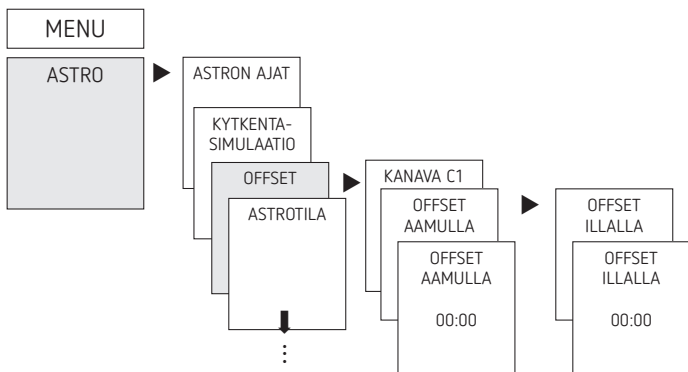 MENU
ASTRO
ASTRON AJAT
KYTKENTA-
SIMULAATIO
OFFSET
ASTROTILA
KANAVA C1
OFFSET
AAMULLA
OFFSET
AAMULLA
00:00
OFFSET
ILLALLA
OFFSET
ILLALLA
00:00